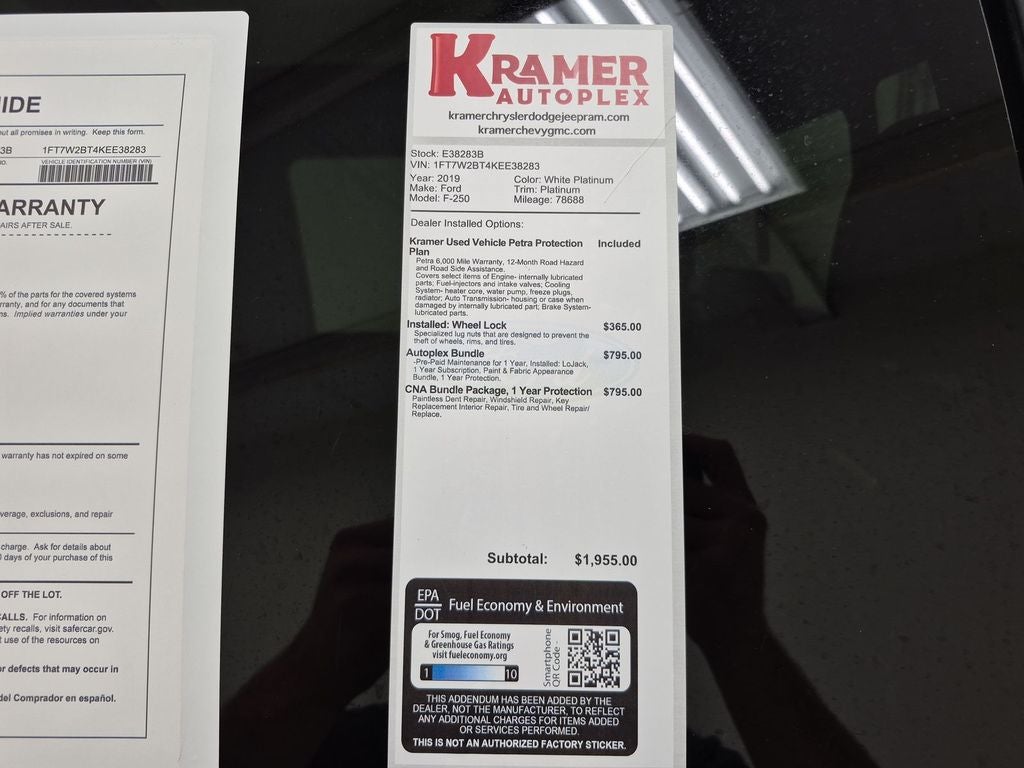 IDE
ut all promises in writing. Keep this form.
3B 1FT7W2BT4KEE38283
NO. VEHICLE IDENTIFICATION NUMBER (VIN)
ARRANTY
AIRS AFTER SALE.
% of the parts for the covered systems
rranty, and for any documents that
ns. Implied warranties under your
warranty has not expired on some
verage, exclusions, and repair
charge. Ask for details about
days of your purchase of this
OFF THE LOT.
CALLS. For information on
ety recalls, visit safercar.gov.
t use of the resources on
or defects that may occur in
del Comprador en español.
KRAMER
AUTOPLEX
kramerchryslerdodgejeepram.com
kramerchevygmc.com
Stock: E38283B
VIN: 1FT7W2BT4KEE38283
Year: 2019 Color: White Platinum
Make: Ford Trim: Platinum
Model: F-250 Mileage: 78688
Dealer Installed Options:
Kramer Used Vehicle Petra Protection Included
Plan
Petra 6,000 Mile Warranty, 12-Month Road Hazard
and Road Side Assistance.
Covers select items of Engine- internally lubricated
parts; Fuel-injectors and intake valves; Cooling
System- heater core, water pump, freeze plugs,
radiator; Auto Transmission- housing or case when
damaged by internally lubricated part; Brake System-
lubricated parts.
Installed: Wheel Lock $365.00
Specialized lug nuts that are designed to prevent the
theft of wheels, rims, and tires.
Autoplex Bundle $795.00
-Pre-Paid Maintenance for 1 Year, Installed: LoJack,
1 Year Subscription, Paint & Fabric Appearance
Bundle, 1 Year Protection.
CNA Bundle Package, 1 Year Protection $795.00
Paintless Dent Repair, Windshield Repair, Key
Replacement Interior Repair, Tire and Wheel Repair/
Replace.
Subtotal: $1,955.00
EPA
DOT Fuel Economy & Environment
For Smog, Fuel Economy
& Greenhouse Gas Ratings
visit fueleconomy.org
1 10
Smartphone
QR Code -
THIS ADDENDUM HAS BEEN ADDED BY THE
DEALER, NOT THE MANUFACTURER, TO REFLECT
ANY ADDITIONAL CHARGES FOR ITEMS ADDED
OR SERVICES PERFORMED.
THIS IS NOT AN AUTHORIZED FACTORY STICKER.